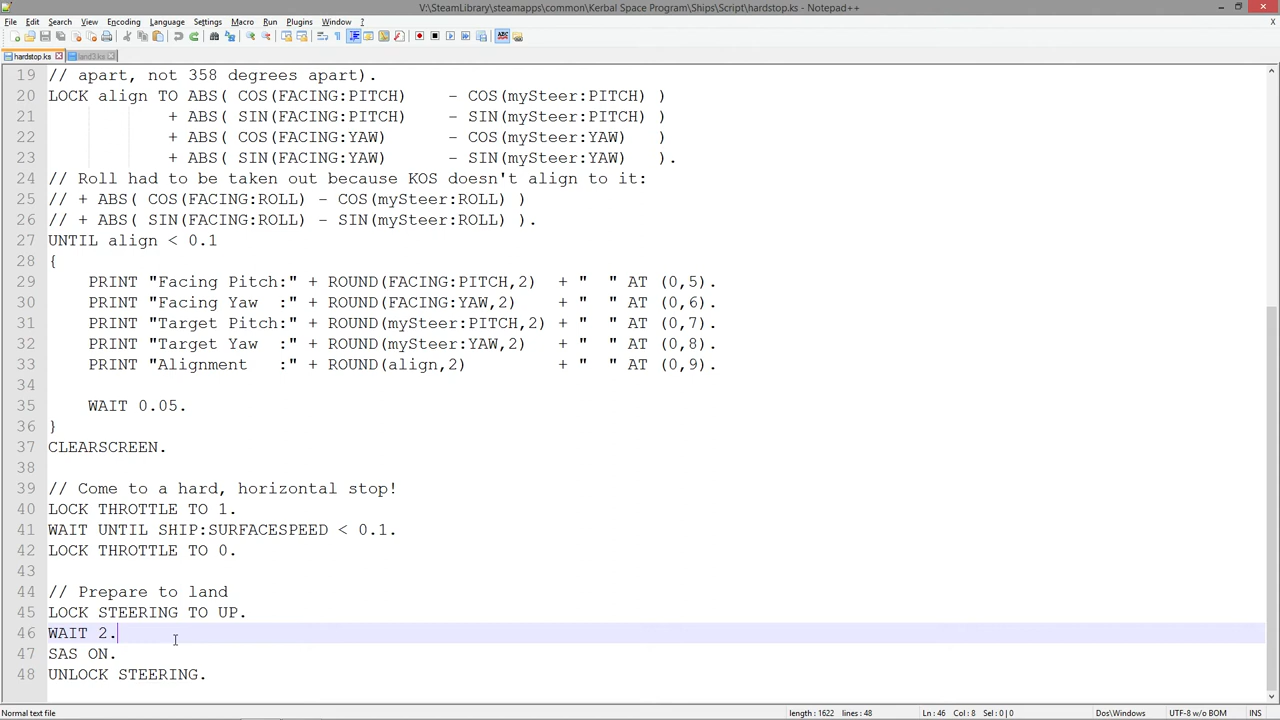 V:\SteamLibrary\steamapps\common\Kerbal Space Program\Ships\Script\hardstop.ks - Notepad++
File Edit Search View Encoding Language Settings Macro Run Plugins Window ? X
hardstop.ks land3.ks
19 // apart, not 358 degrees apart).
20 LOCK align TO ABS( COS(FACING:PITCH) - COS(mySteer:PITCH) )
21 + ABS( SIN(FACING:PITCH) - SIN(mySteer:PITCH) )
22 + ABS( COS(FACING:YAW) - COS(mySteer:YAW) )
23 + ABS( SIN(FACING:YAW) - SIN(mySteer:YAW) ).
24 // Roll had to be taken out because KOS doesn't align to it:
25 // + ABS( COS(FACING:ROLL) - COS(mySteer:ROLL) )
26 // + ABS( SIN(FACING:ROLL) - SIN(mySteer:ROLL) ).
27 UNTIL align < 0.1
28 {
29 PRINT "Facing Pitch:" + ROUND(FACING:PITCH,2) + "  " AT (0,5).
30 PRINT "Facing Yaw  :" + ROUND(FACING:YAW,2) + "  " AT (0,6).
31 PRINT "Target Pitch:" + ROUND(mySteer:PITCH,2) + "  " AT (0,7).
32 PRINT "Target Yaw  :" + ROUND(mySteer:YAW,2) + "  " AT (0,8).
33 PRINT "Alignment   :" + ROUND(align,2) + "  " AT (0,9).
34
35 WAIT 0.05.
36 }
37 CLEARSCREEN.
38
39 // Come to a hard, horizontal stop!
40 LOCK THROTTLE TO 1.
41 WAIT UNTIL SHIP:SURFACESPEED < 0.1.
42 LOCK THROTTLE TO 0.
43
44 // Prepare to land
45 LOCK STEERING TO UP.
46 WAIT 2.
47 SAS ON.
48 UNLOCK STEERING.
Normal text file length : 1622 lines : 48 Ln : 46 Col : 8 Sel : 0 | 0 Dos\Windows UTF-8 w/o BOM INS